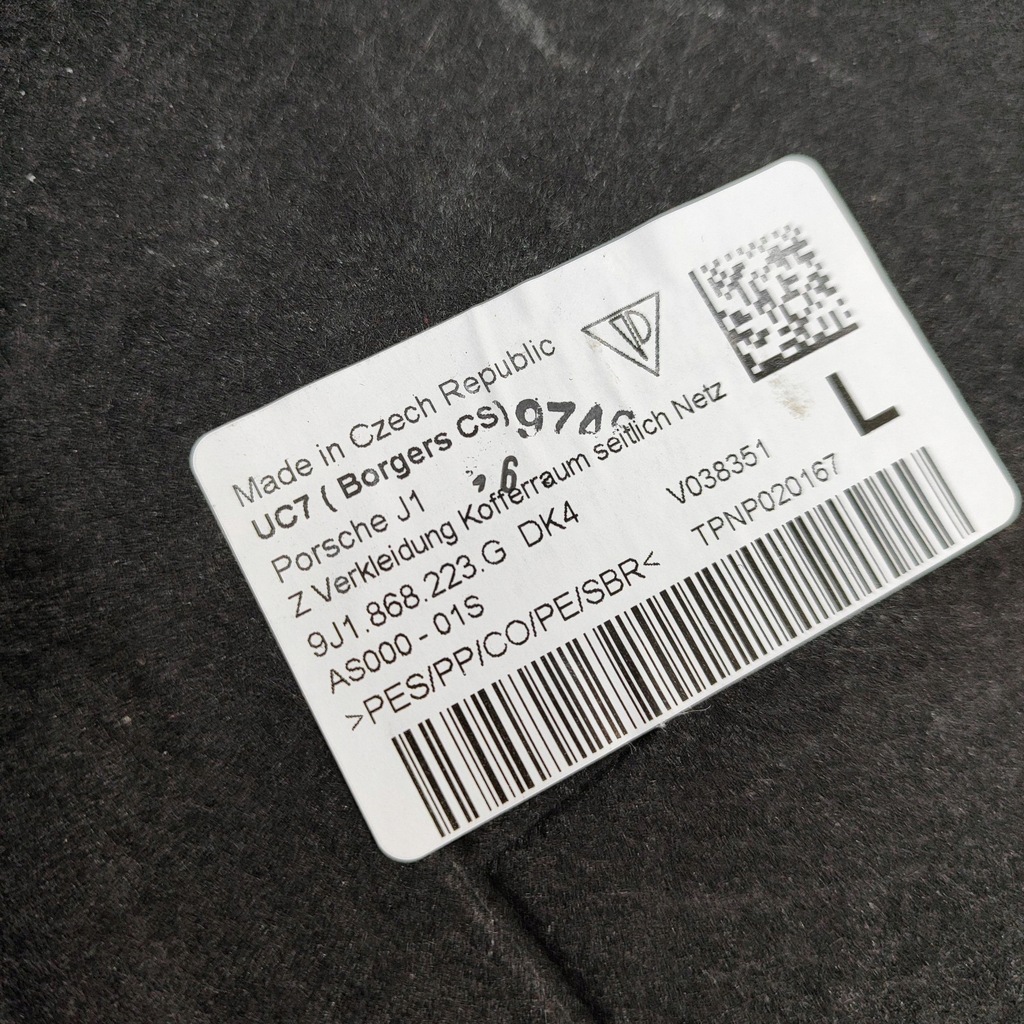 Made in Czech Republic
UC7 ( Borgers CS)
Porsche J1
Z Verkleidung Kofferraum seitlich Netz
9J1.868.223.G DK4
V038351
L
AS000 - 01S
>PES/PP/CO/PE/SBR<
TPNP020167